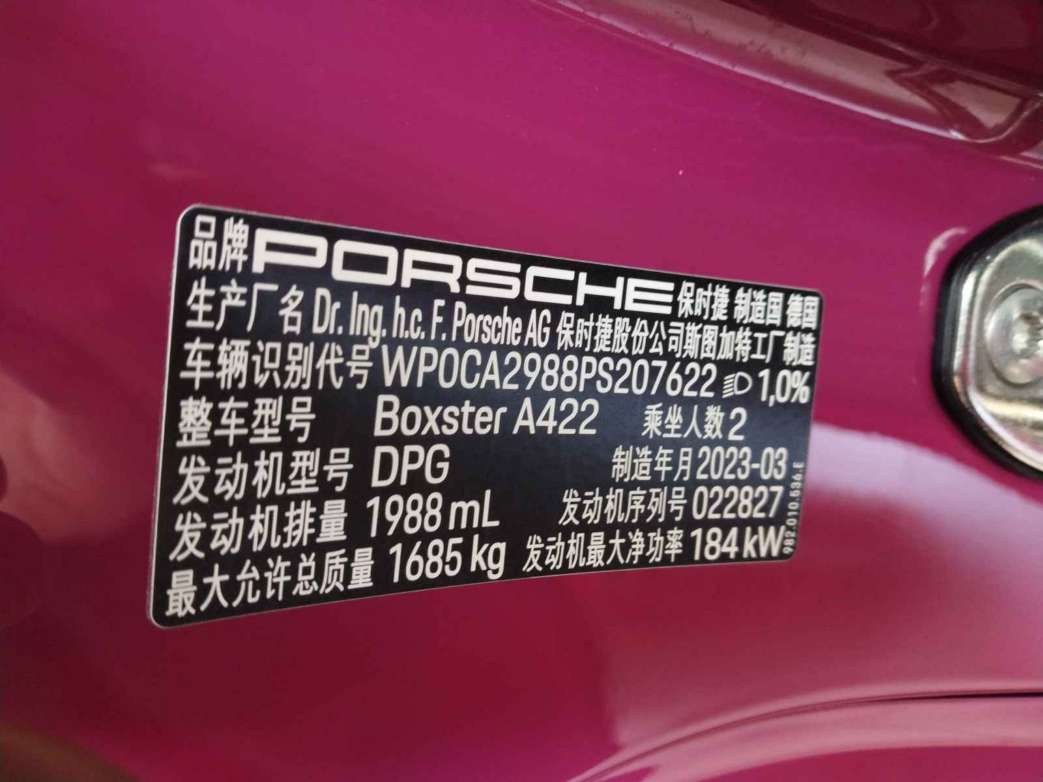 品牌 PORSCHE 保时捷 制造国 德国
生产厂名 Dr. Ing. h.c. F. Porsche AG 保时捷股份公司斯图加特工厂制造
车辆识别代号 WP0CA2988PS207622 1,0%
整车型号 Boxster A422 乘坐人数 2
发动机型号 DPG 制造年月 2023-03
发动机排量 1988 mL 发动机序列号 022827
最大允许总质量 1685 kg 发动机最大净功率 184 kW
982.010.536.E